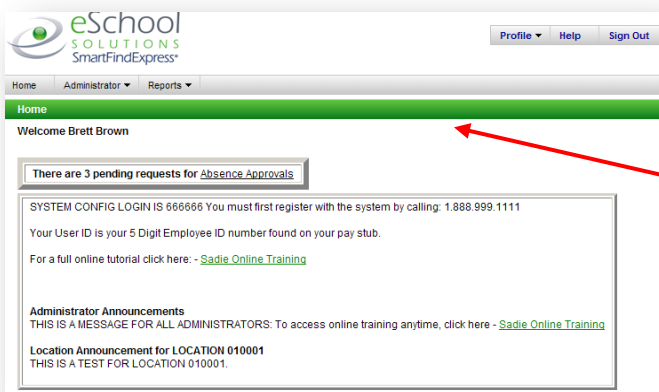 eSchool
SOLUTIONS
SmartFindExpress
Profile Help Sign Out
Home Administrator Reports
Home
Welcome Brett Brown
There are 3 pending requests for Absence Approvals
SYSTEM CONFIG LOGIN IS 666666 You must first register with the system by calling: 1.888.999.1111
Your User ID is your 5 Digit Employee ID number found on your pay stub.
For a full online tutorial click here: - Sadie Online Training
Administrator Announcements
THIS IS A MESSAGE FOR ALL ADMINISTRATORS: To access online training anytime, click here - Sadie Online Training
Location Announcement for LOCATION 010001
THIS IS A TEST FOR LOCATION 010001.